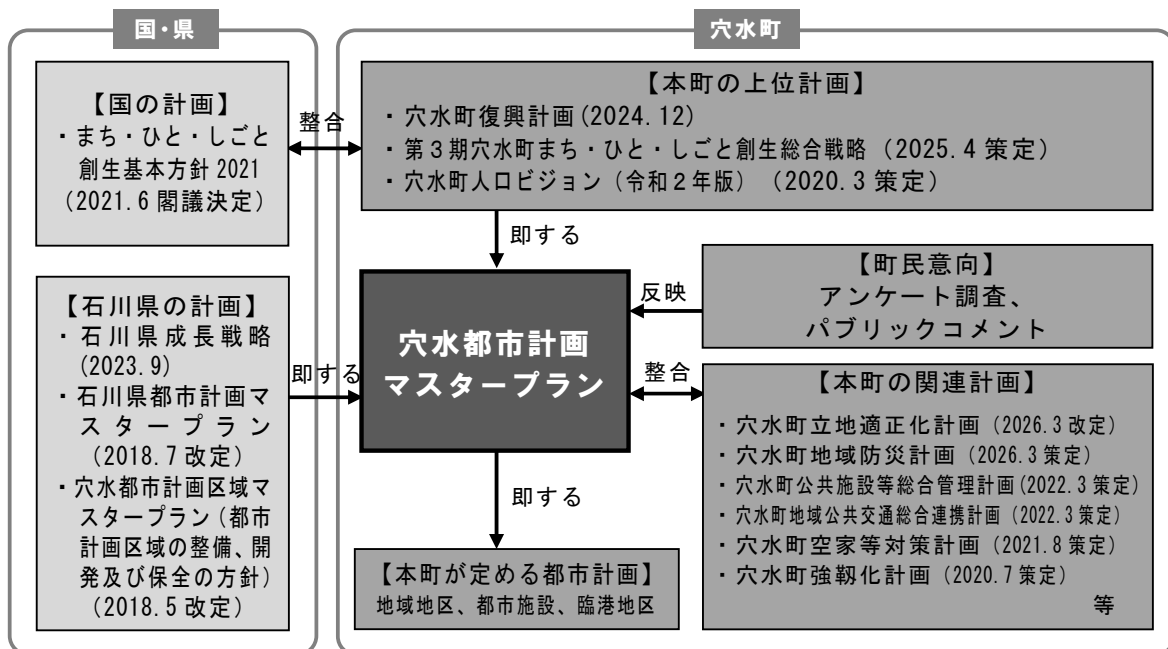 国・県
【国の計画】
・まち・ひと・しごと
創生基本方針 2021
（2021.6 閣議決定）
【石川県の計画】
・石川県成長戦略
（2023.9）
・石川県都市計画マ
スタープラン
（2018.7 改定）
・穴水都市計画区域マ
スタープラン（都市
計画区域の整備、開
発及び保全の方針）
（2018.5 改定）
整合
即する
穴水町
【本町の上位計画】
・穴水町復興計画（2024.12）
・第３期穴水町まち・ひと・しごと創生総合戦略（2025.4 策定）
・穴水町人口ビジョン（令和２年版）（2020.3 策定）
即する
穴水都市計画
マスタープラン
反映
【町民意向】
アンケート調査、
パブリックコメント
整合
【本町の関連計画】
・穴水町立地適正化計画（2026.3 改定）
・穴水町地域防災計画（2026.3 策定）
・穴水町公共施設等総合管理計画（2022.3 策定）
・穴水町地域公共交通総合連携計画（2022.3 策定）
・穴水町空家等対策計画（2021.8 策定）
・穴水町強靱化計画（2020.7 策定）
等
即する
【本町が定める都市計画】
地域地区、都市施設、臨港地区